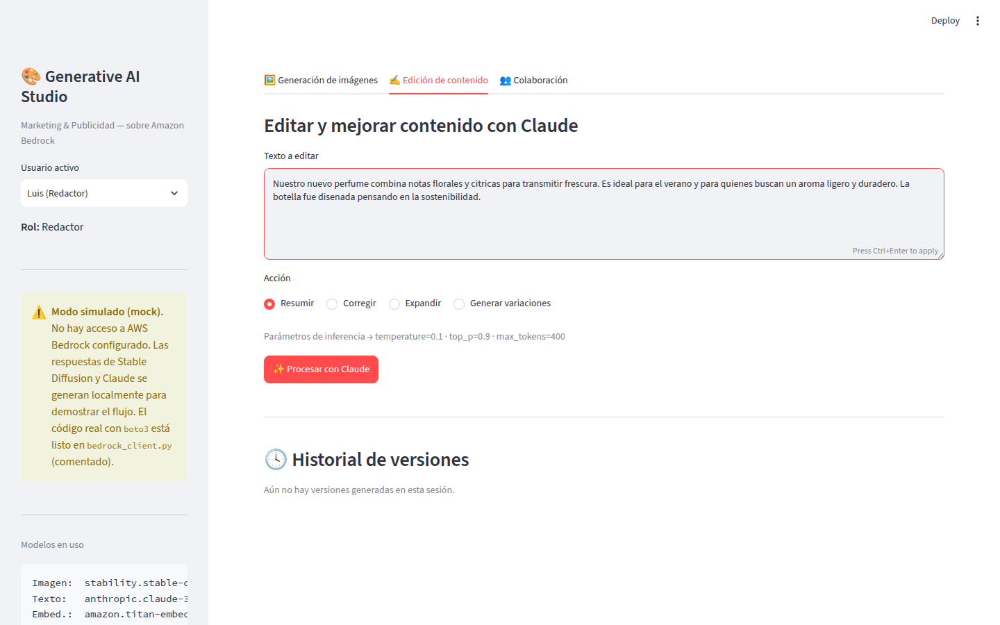 Deploy
🎨 Generative AI
Studio
Marketing & Publicidad — sobre Amazon
Bedrock
Usuario activo
Luis (Redactor)
Rol: Redactor
⚠️ Modo simulado (mock).
No hay acceso a AWS
Bedrock configurado. Las
respuestas de Stable
Diffusion y Claude se
generan localmente para
demostrar el flujo. El
código real con boto3 está
listo en bedrock_client.py
(comentado).
Modelos en uso
Imagen: stability.stable-
Texto: anthropic.claude-3
Embed.: amazon.titan-embed
🖼️ Generación de imágenes ✍️ Edición de contenido 👥 Colaboración
Editar y mejorar contenido con Claude
Texto a editar
Nuestro nuevo perfume combina notas florales y citricas para transmitir frescura. Es ideal para el verano y para quienes buscan un aroma ligero y duradero. La
botella fue disenada pensando en la sostenibilidad.
Press Ctrl+Enter to apply
Acción
Resumir Corregir Expandir Generar variaciones
Parámetros de inferencia → temperature=0.1 · top_p=0.9 · max_tokens=400
✨ Procesar con Claude
🕓 Historial de versiones
Aún no hay versiones generadas en esta sesión.